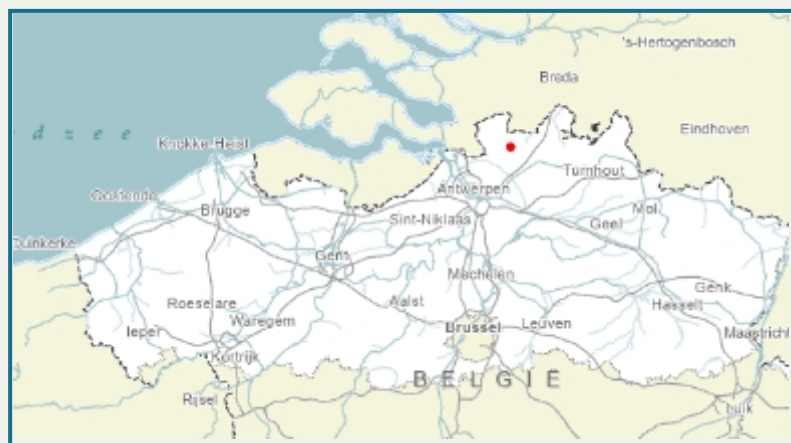 's-Hertogenbosch
Breda
dzee
Eindhoven
Knokke-Heist
Turnhout
Antwerpen
Oostende
Mol
Brugge
Sint-Niklaas
Geel
Duinkerke
Gent
Mechelen
Genk
Roeselare
Aalst
Hasselt
Waregem
Ieper
Brussel
Leuven
Maastricht
Kortrijk
BELGIË
Rijsel
Luik